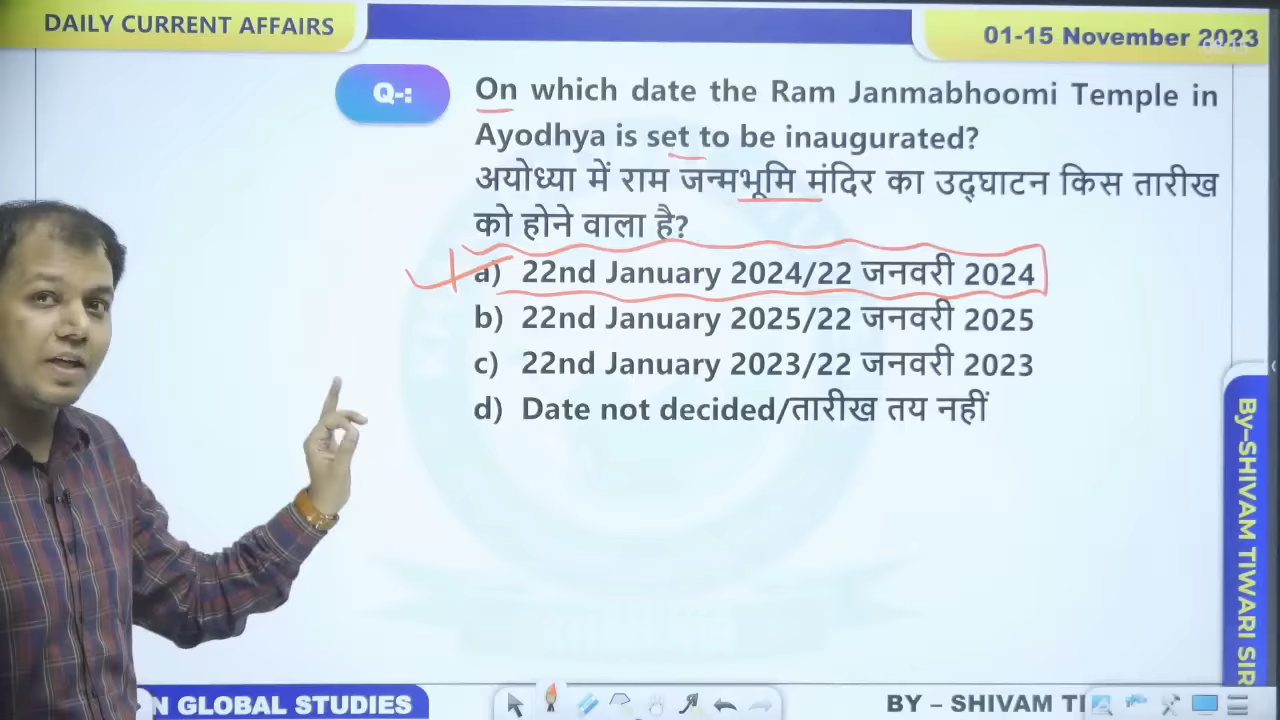 DAILY CURRENT AFFAIRS
01-15 November 2023
Q-:
On which date the Ram Janmabhoomi Temple in
Ayodhya is set to be inaugurated?
अयोध्या में राम जन्मभूमि मंदिर का उद्घाटन किस तारीख
को होने वाला है?
a) 22nd January 2024/22 जनवरी 2024
b) 22nd January 2025/22 जनवरी 2025
c) 22nd January 2023/22 जनवरी 2023
d) Date not decided/तारीख तय नहीं
By-SHIVAM TIWARI SIR
N GLOBAL STUDIES
BY – SHIVAM TI